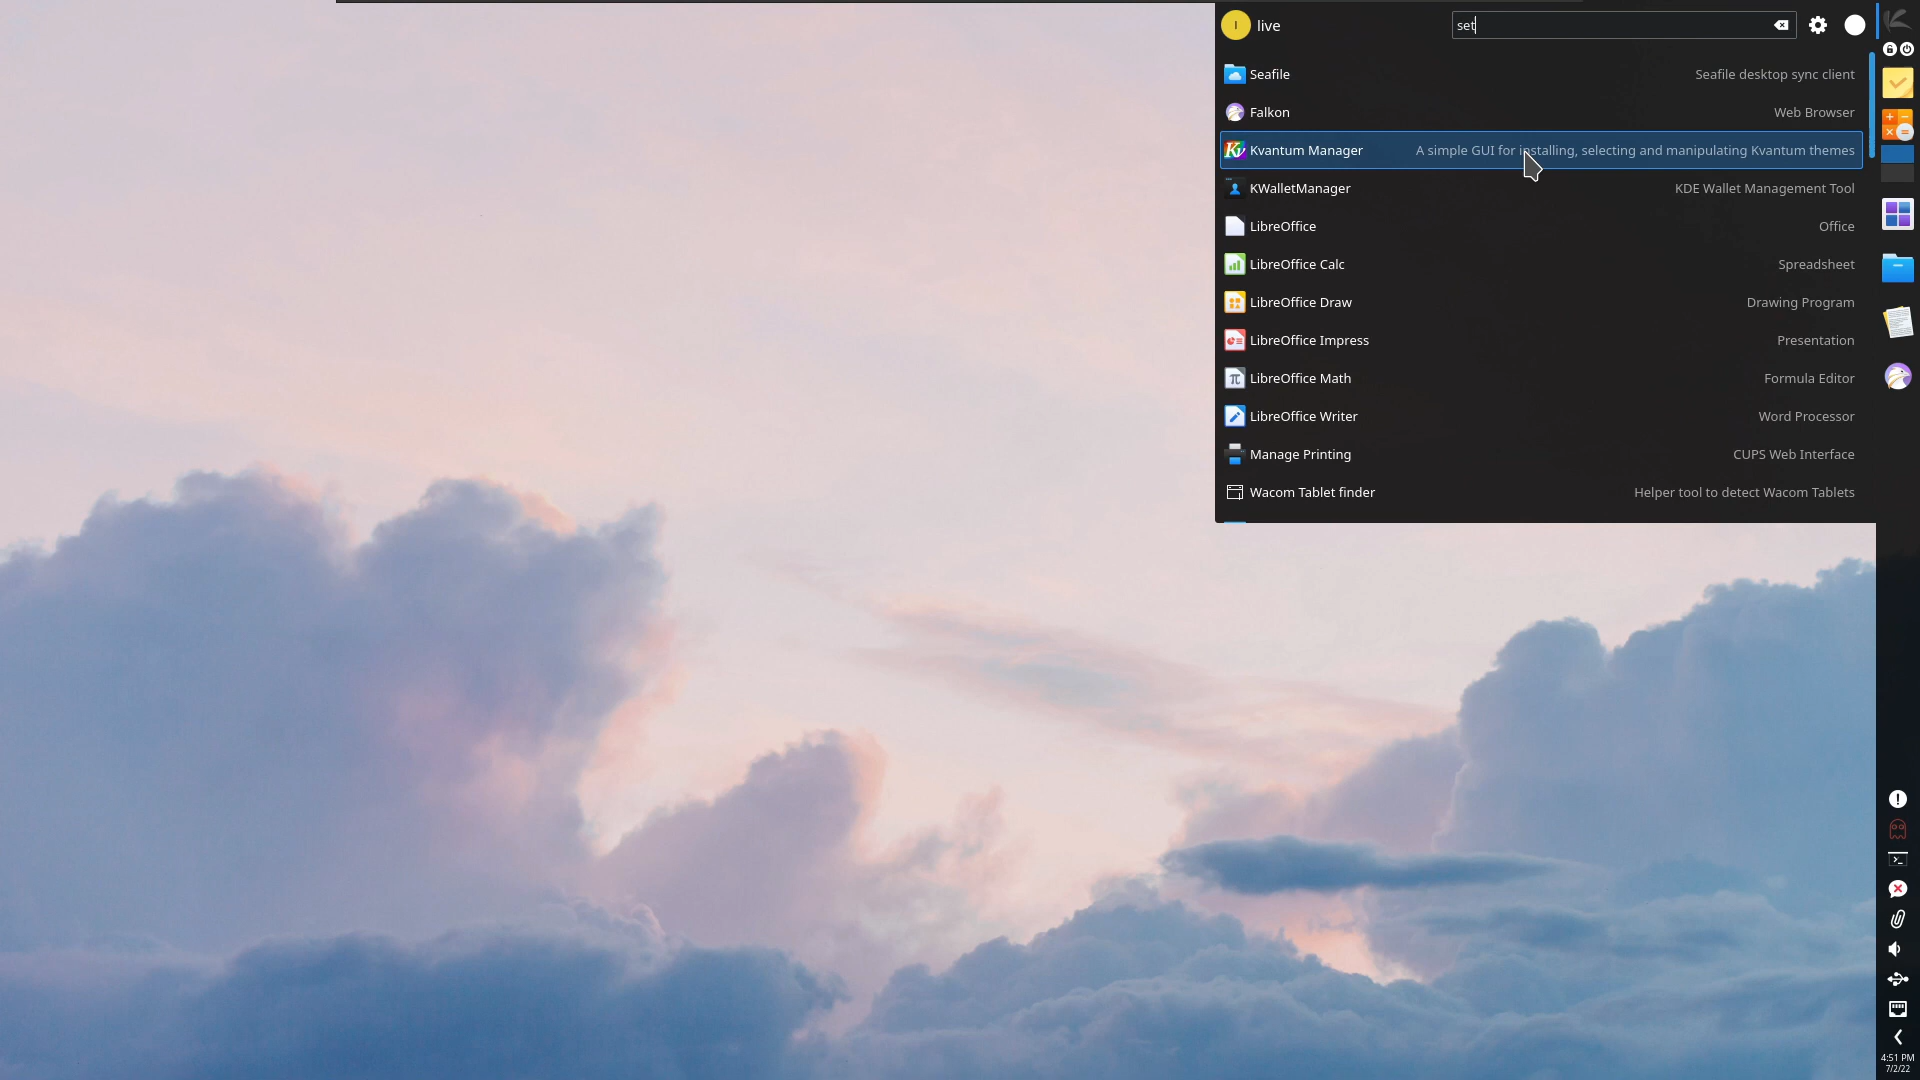 I
live
set
Seafile
Seafile desktop sync client
Falkon
Web Browser
Kv
Kvantum Manager
A simple GUI for installing, selecting and manipulating Kvantum themes
KWalletManager
KDE Wallet Management Tool
LibreOffice
Office
LibreOffice Calc
Spreadsheet
LibreOffice Draw
Drawing Program
LibreOffice Impress
Presentation
LibreOffice Math
Formula Editor
LibreOffice Writer
Word Processor
Manage Printing
CUPS Web Interface
Wacom Tablet finder
Helper tool to detect Wacom Tablets
4:51 PM
7/2/22